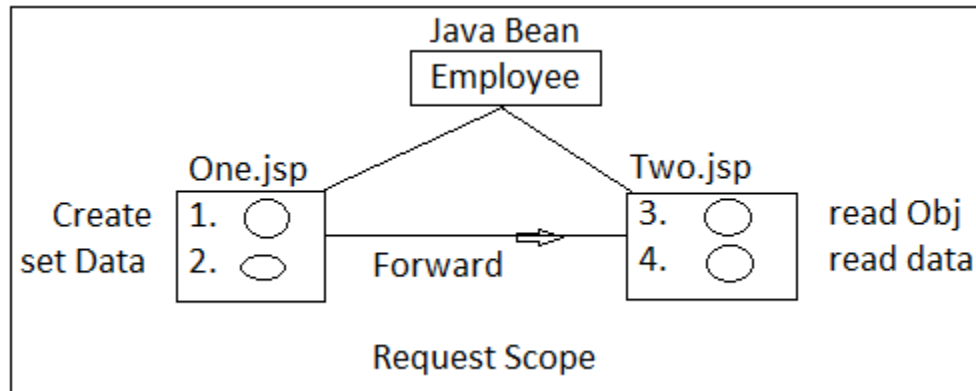 Java Bean
Employee
One.jsp
Two.jsp
Create 1.
3. read Obj
set Data 2.
Forward
4. read data
Request Scope